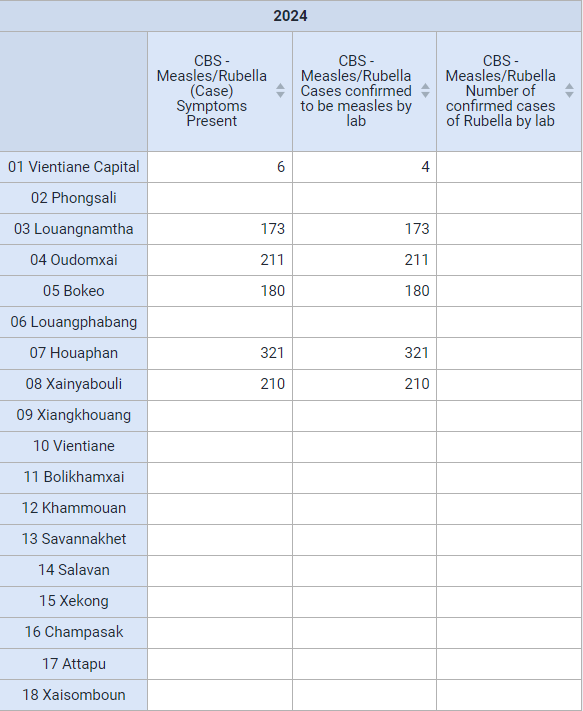 2024
CBS -
Measles/Rubella
(Case)
Symptoms
Present
CBS -
Measles/Rubella
Cases confirmed
to be measles by
lab
CBS -
Measles/Rubella
Number of
confirmed cases
of Rubella by lab
01 Vientiane Capital 6 4
02 Phongsali
03 Louangnamtha 173 173
04 Oudomxai 211 211
05 Bokeo 180 180
06 Louangphabang
07 Houaphan 321 321
08 Xainyabouli 210 210
09 Xiangkhouang
10 Vientiane
11 Bolikhamxai
12 Khammouan
13 Savannakhet
14 Salavan
15 Xekong
16 Champasak
17 Attapu
18 Xaisomboun